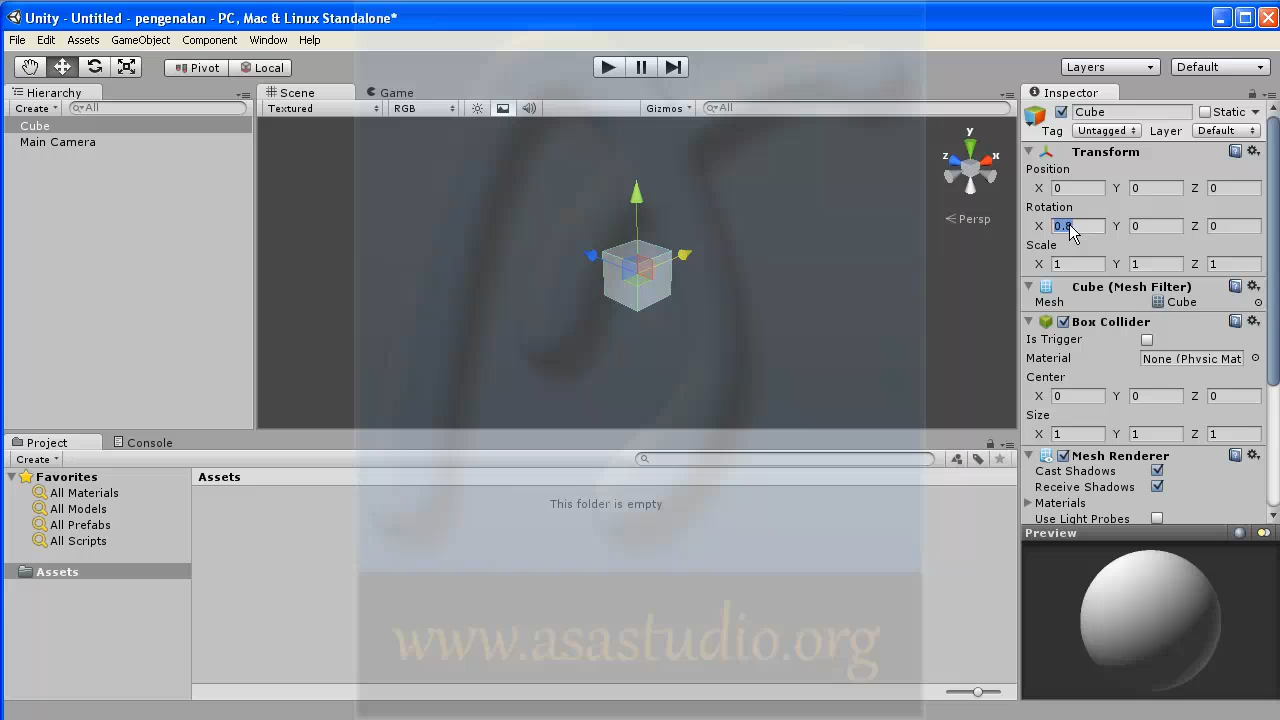 Unity - Untitled - pengenalan - PC, Mac & Linux Standalone*
File Edit Assets GameObject Component Window Help
Pivot Local Layers Default
Hierarchy
Create All
Cube
Main Camera
Scene Game
Textured RGB Gizmos All
y
z x
Persp
Inspector
Cube Static
Tag Untagged Layer Default
Transform
Position
X 0 Y 0 Z 0
Rotation
X 0.8 Y 0 Z 0
Scale
X 1 Y 1 Z 1
Cube (Mesh Filter)
Mesh Cube
Box Collider
Is Trigger
Material None (Physic Mat
Center
X 0 Y 0 Z 0
Size
X 1 Y 1 Z 1
Mesh Renderer
Cast Shadows
Receive Shadows
Materials
Use Light Probes
Preview
Project Console
Create
Favorites
All Materials
All Models
All Prefabs
All Scripts
Assets
Assets
This folder is empty
www.asastudio.org